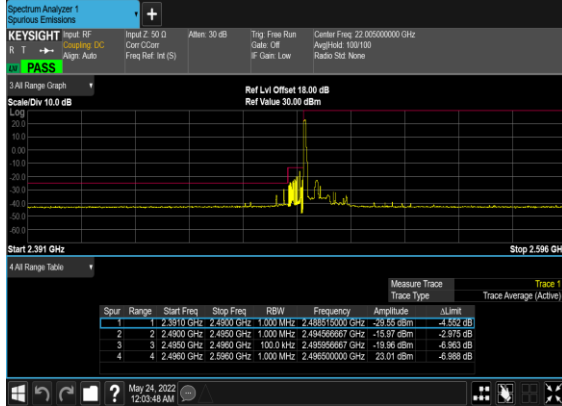 Spectrum Analyzer 1
Spurious Emissions
+
KEYSIGHT Input: RF Input Z: 50 Ω Atten: 30 dB Trig: Free Run Center Freq: 22.005000000 GHz
R T Coupling: DC Corr CCorr Gate: Off Avg|Hold: 100/100
Align: Auto Freq Ref: Int (S) IF Gain: Low Radio Std: None
PASS
3 All Range Graph
Ref Lvl Offset 18.00 dB
Scale/Div 10.0 dB Ref Value 30.00 dBm
Log
20.0
10.0
0.00
-10.0
-20.0
-30.0
-40.0
-50.0
-60.0
Start 2.391 GHz Stop 2.596 GH
4 All Range Table
Measure Trace Trace 1
Trace Type Trace Average (Active)
Spur Range Start Freq Stop Freq RBW Frequency Amplitude ΔLimit
1 1 2.3910 GHz 2.4900 GHz 1.000 MHz 2.488515000 GHz -29.55 dBm -4.552 dB
2 2 2.4900 GHz 2.4950 GHz 1.000 MHz 2.494566667 GHz -15.97 dBm -2.975 dB
3 3 2.4950 GHz 2.4960 GHz 100.0 kHz 2.495956667 GHz -19.96 dBm -6.963 dB
4 4 2.4960 GHz 2.5960 GHz 1.000 MHz 2.496500000 GHz 23.01 dBm -6.988 dB
? May 24, 2022
12:03:48 AM